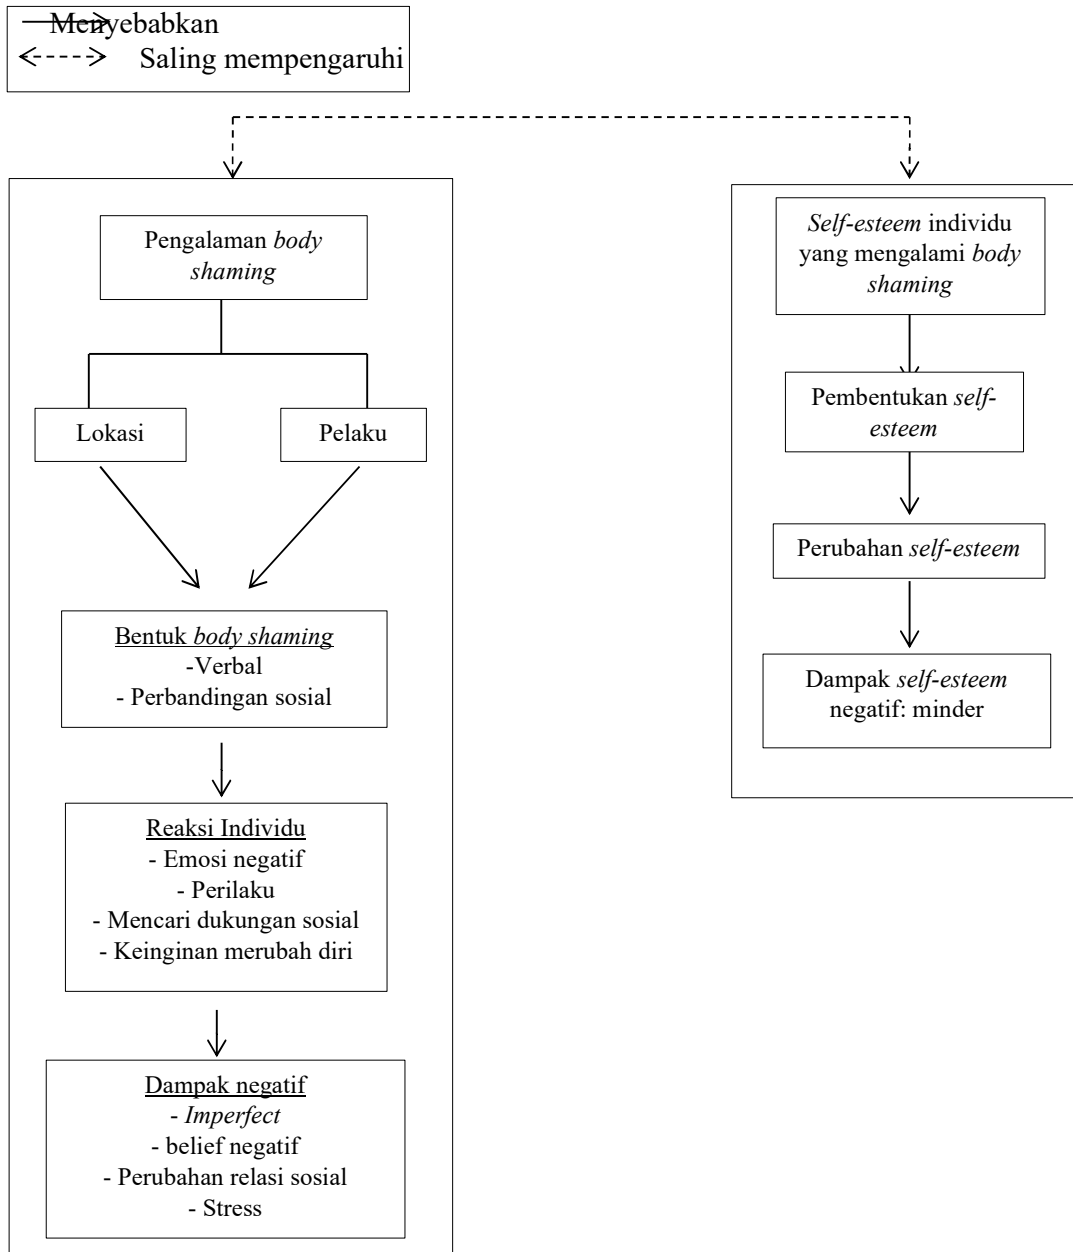 Menyebabkan
Saling mempengaruhi
Pengalaman body
shaming
Lokasi
Pelaku
Bentuk body shaming
-Verbal
- Perbandingan sosial
Reaksi Individu
- Emosi negatif
- Perilaku
- Mencari dukungan sosial
- Keinginan merubah diri
Dampak negatif
- Imperfect
- belief negatif
- Perubahan relasi sosial
- Stress
Self-esteem individu
yang mengalami body
shaming
Pembentukan self-
esteem
Perubahan self-esteem
Dampak self-esteem
negatif: minder